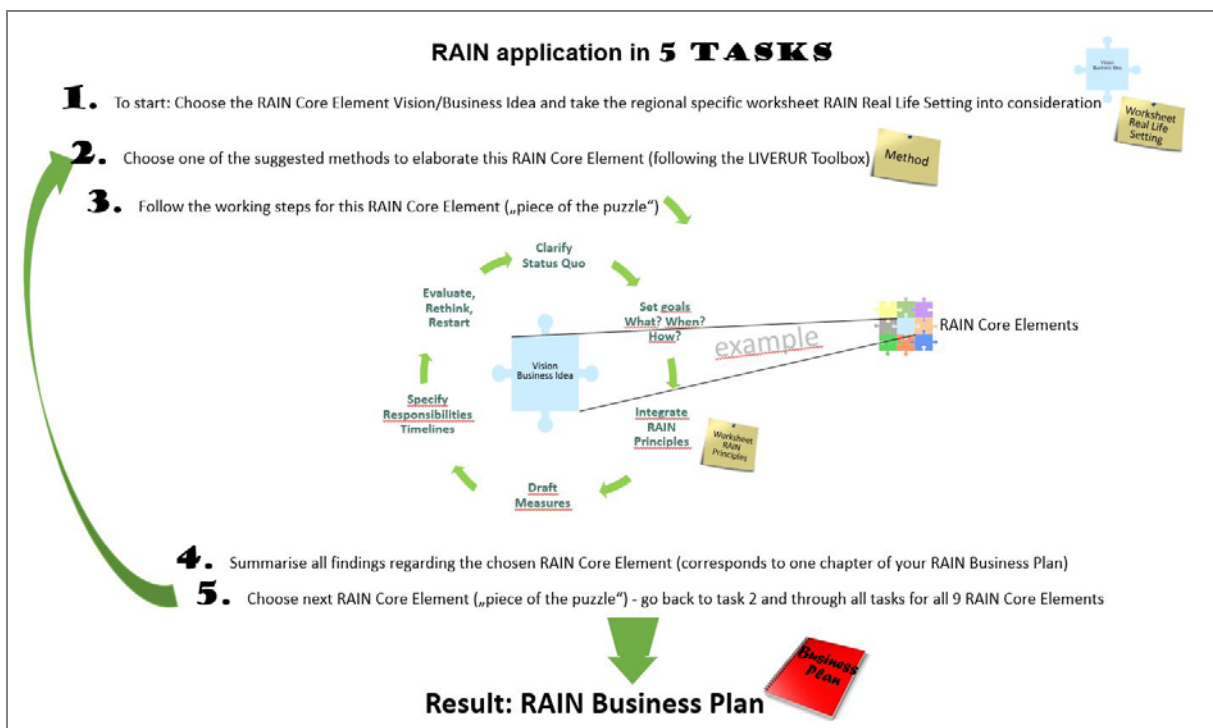 RAIN application in 5 TASKS
Vision
Business Idea
1. To start: Choose the RAIN Core Element Vision/Business Idea and take the regional specific worksheet RAIN Real Life Setting into consideration
Worksheet
Real Life
Setting
2. Choose one of the suggested methods to elaborate this RAIN Core Element (following the LIVERUR Toolbox)
Method
3. Follow the working steps for this RAIN Core Element („piece of the puzzle“)
Clarify
Status Quo
Set goals
What? When?
How?
Integrate
RAIN
Principles
Worksheet
RAIN
Principles
Draft
Measures
Specify
Responsibilities
Timelines
Evaluate,
Rethink,
Restart
Vision
Business Idea
example
RAIN Core Elements
4. Summarise all findings regarding the chosen RAIN Core Element (corresponds to one chapter of your RAIN Business Plan)
5. Choose next RAIN Core Element („piece of the puzzle“) - go back to task 2 and through all tasks for all 9 RAIN Core Elements
Business
Plan
Result: RAIN Business Plan